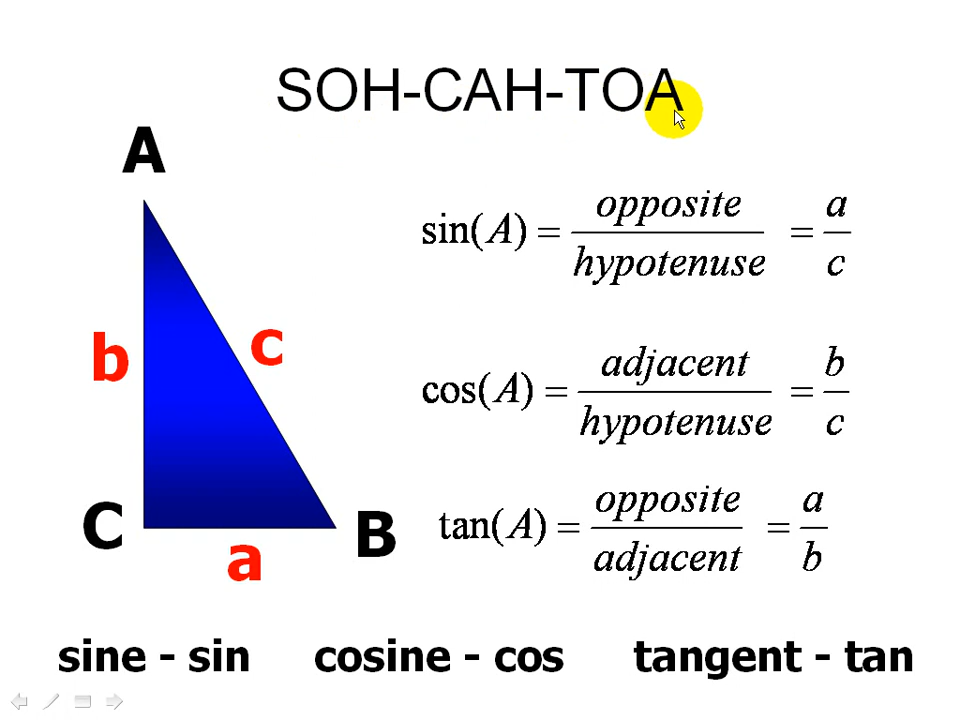 SOH-CAH-TOA
A
sin(A) = opposite/hypotenuse = a/c
b
c
cos(A) = adjacent/hypotenuse = b/c
C
B
a
tan(A) = opposite/adjacent = a/b
sine - sin cosine - cos tangent - tan